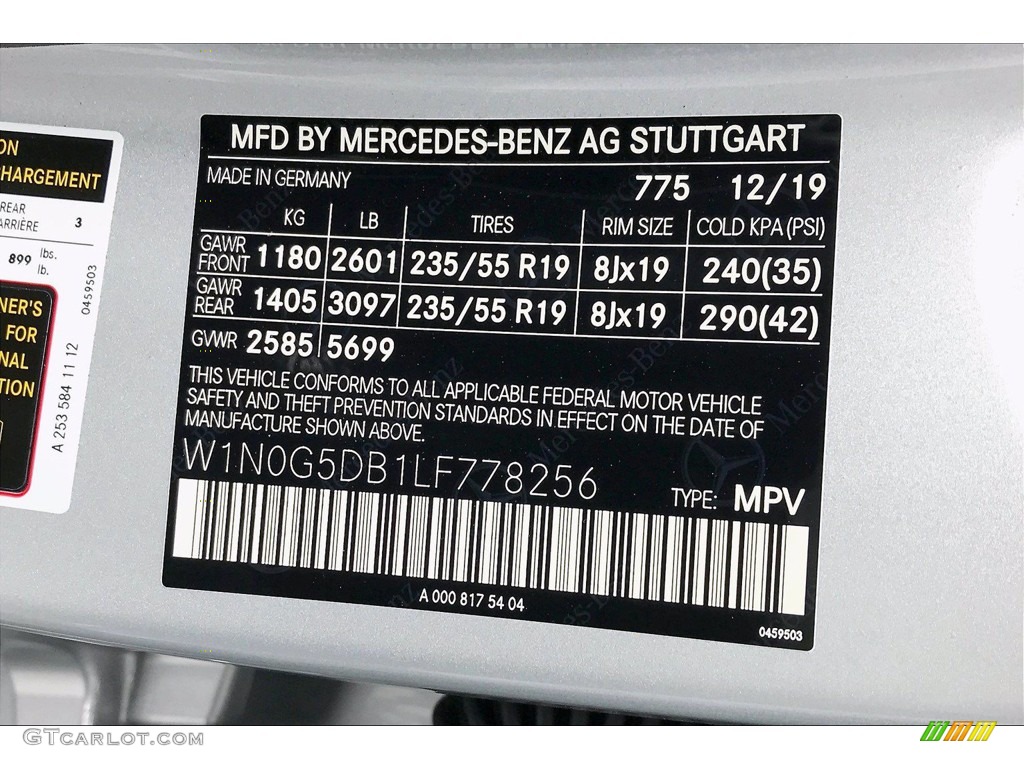 ON
CHARGEMENT
REAR
ARRIÈRE 3
899 lbs.
lb.
NER'S
FOR
NAL
TION
0459503
A 253 584 11 12
MFD BY MERCEDES-BENZ AG STUTTGART
MADE IN GERMANY
775 12/19
KG LB TIRES RIM SIZE COLD KPA (PSI)
GAWR FRONT 1180 2601 235/55 R19 8Jx19 240(35)
GAWR REAR 1405 3097 235/55 R19 8Jx19 290(42)
GVWR 2585 5699
THIS VEHICLE CONFORMS TO ALL APPLICABLE FEDERAL MOTOR VEHICLE
SAFETY AND THEFT PREVENTION STANDARDS IN EFFECT ON THE DATE OF
MANUFACTURE SHOWN ABOVE.
W1N0G5DB1LF778256
TYPE: MPV
A 000 817 54 04
0459503
GTcarlot.com